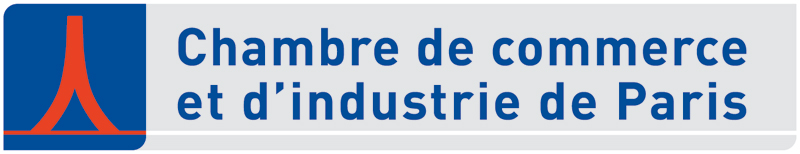 Chambre de commerce
et d’industrie de Paris